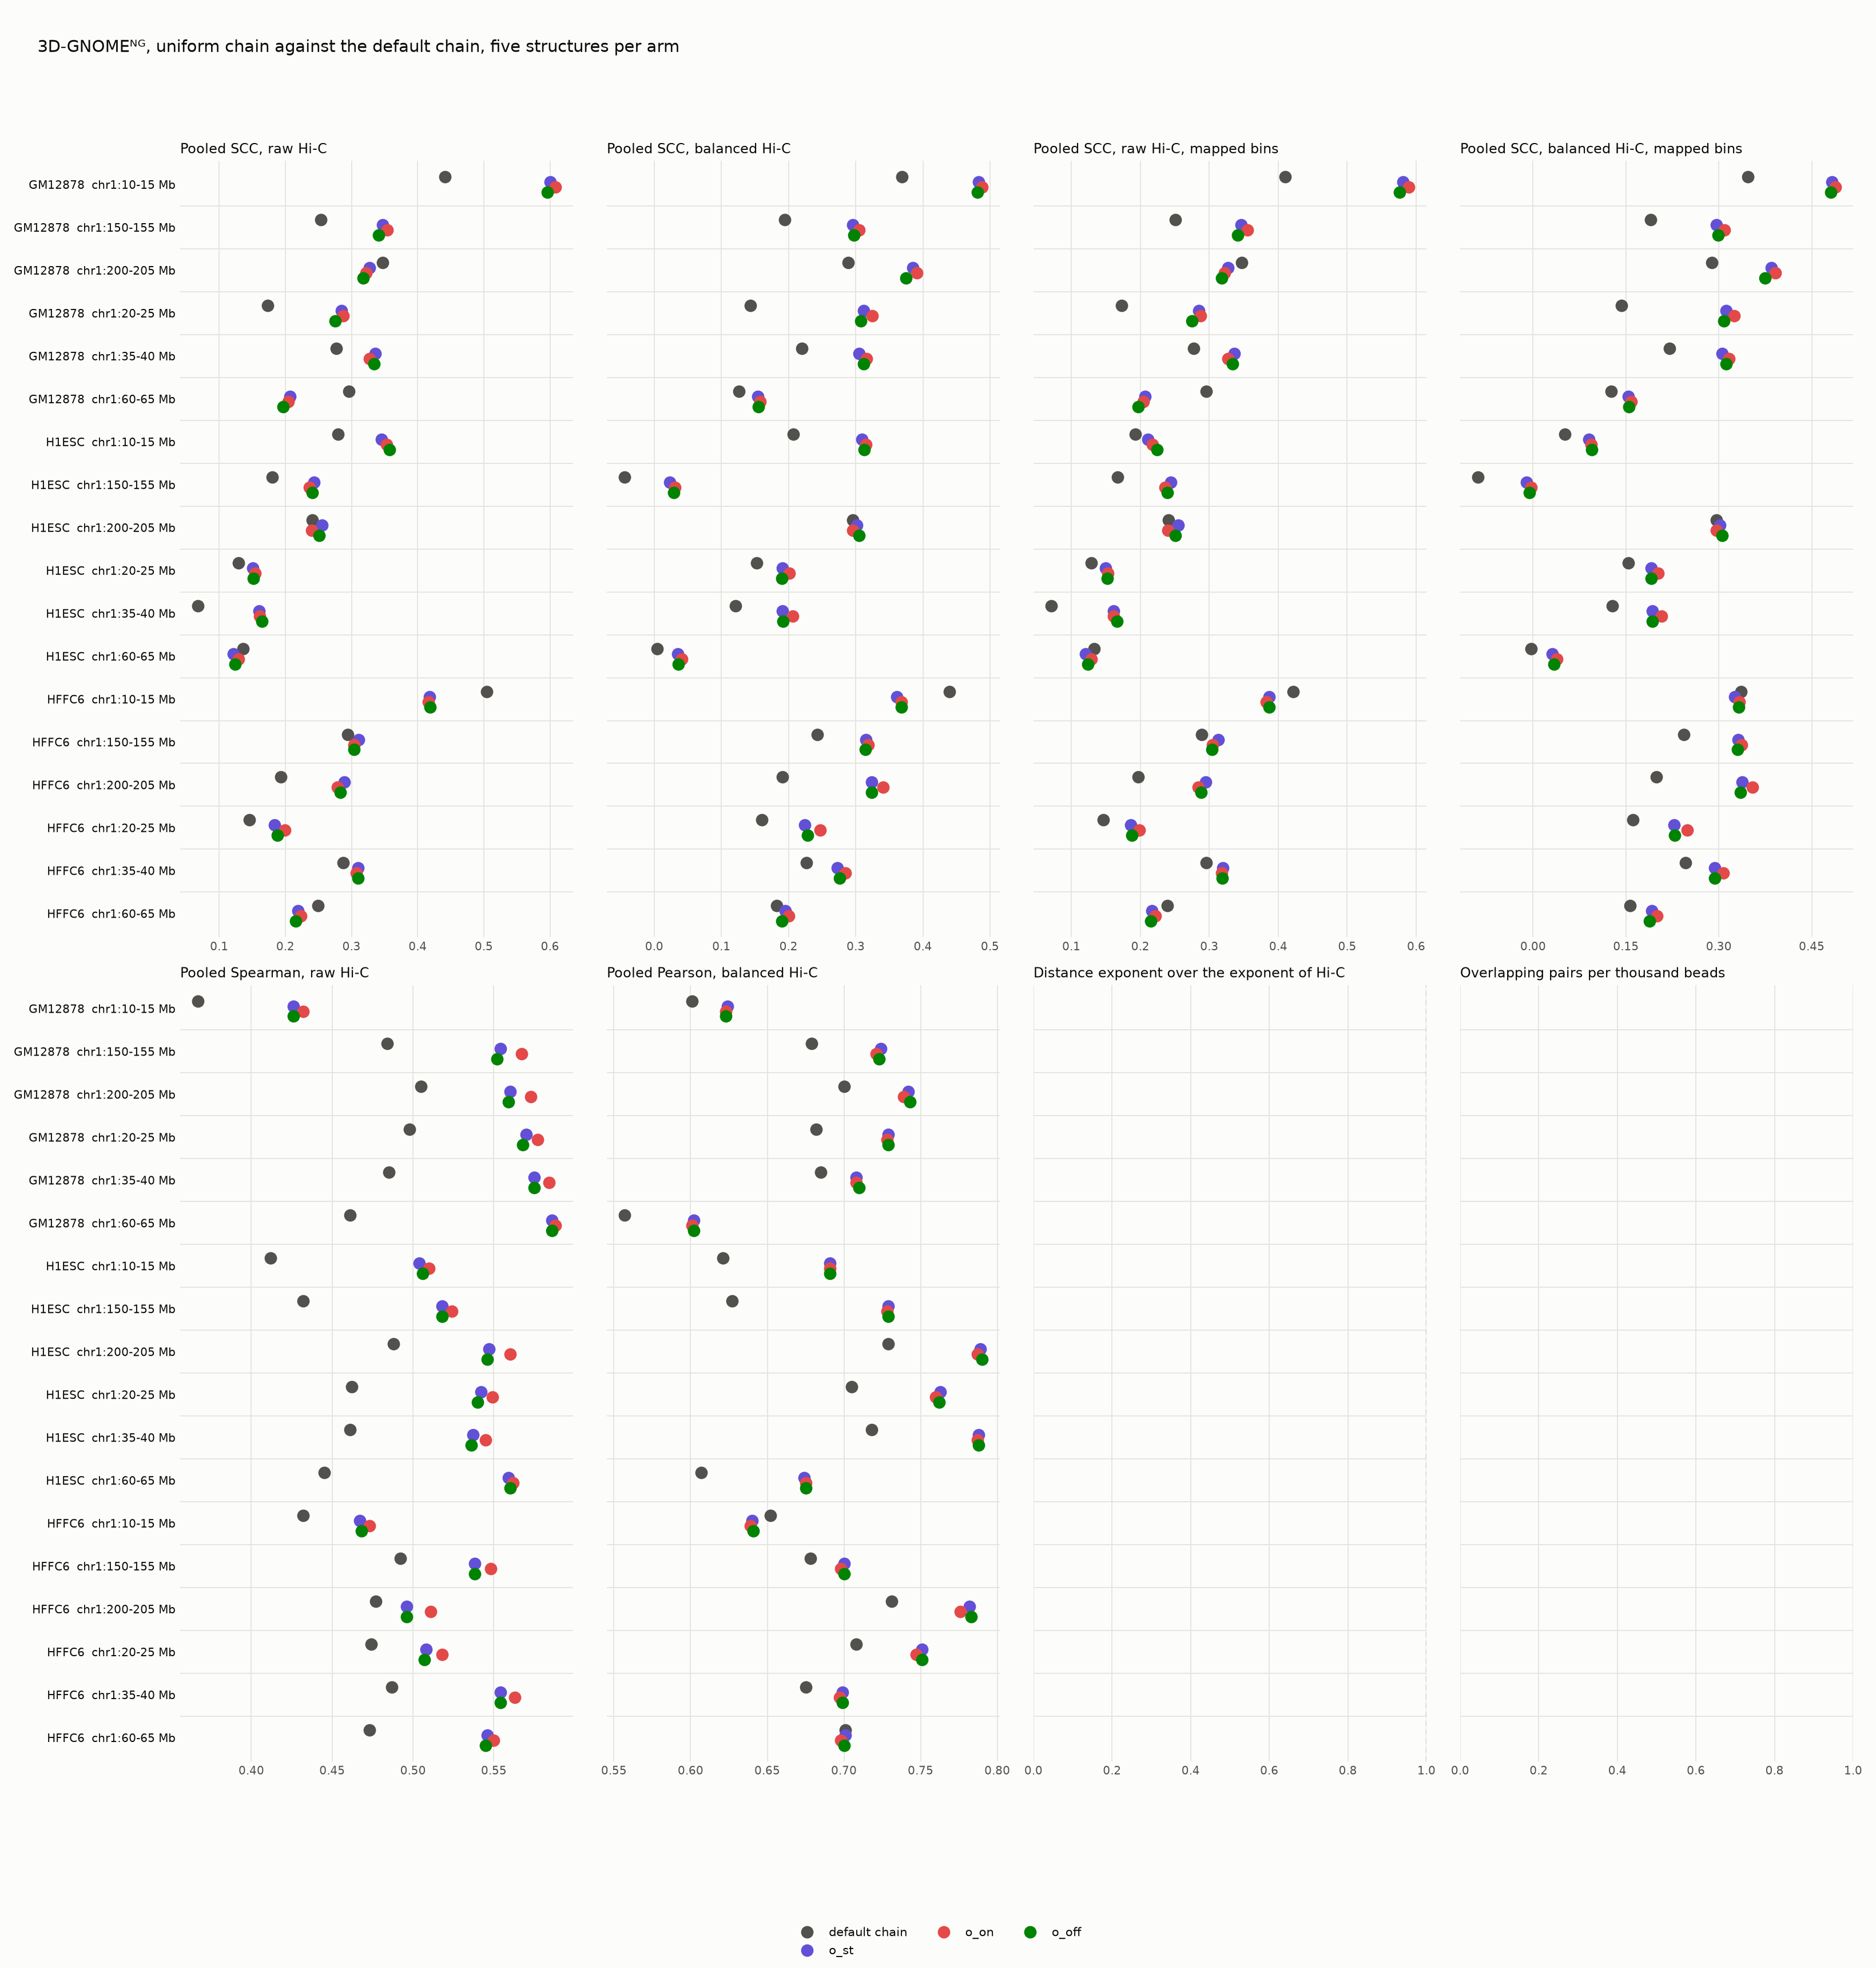 3D-GNOMEᴺᴳ, uniform chain against the default chain, five structures per arm
Pooled SCC, raw Hi-C
Pooled SCC, balanced Hi-C
Pooled SCC, raw Hi-C, mapped bins
Pooled SCC, balanced Hi-C, mapped bins
GM12878 chr1:10-15 Mb
GM12878 chr1:150-155 Mb
GM12878 chr1:200-205 Mb
GM12878 chr1:20-25 Mb
GM12878 chr1:35-40 Mb
GM12878 chr1:60-65 Mb
H1ESC chr1:10-15 Mb
H1ESC chr1:150-155 Mb
H1ESC chr1:200-205 Mb
H1ESC chr1:20-25 Mb
H1ESC chr1:35-40 Mb
H1ESC chr1:60-65 Mb
HFFC6 chr1:10-15 Mb
HFFC6 chr1:150-155 Mb
HFFC6 chr1:200-205 Mb
HFFC6 chr1:20-25 Mb
HFFC6 chr1:35-40 Mb
HFFC6 chr1:60-65 Mb
0.1 0.2 0.3 0.4 0.5 0.6
0.0 0.1 0.2 0.3 0.4 0.5
0.1 0.2 0.3 0.4 0.5 0.6
0.00 0.15 0.30 0.45
Pooled Spearman, raw Hi-C
Pooled Pearson, balanced Hi-C
Distance exponent over the exponent of Hi-C
Overlapping pairs per thousand beads
GM12878 chr1:10-15 Mb
GM12878 chr1:150-155 Mb
GM12878 chr1:200-205 Mb
GM12878 chr1:20-25 Mb
GM12878 chr1:35-40 Mb
GM12878 chr1:60-65 Mb
H1ESC chr1:10-15 Mb
H1ESC chr1:150-155 Mb
H1ESC chr1:200-205 Mb
H1ESC chr1:20-25 Mb
H1ESC chr1:35-40 Mb
H1ESC chr1:60-65 Mb
HFFC6 chr1:10-15 Mb
HFFC6 chr1:150-155 Mb
HFFC6 chr1:200-205 Mb
HFFC6 chr1:20-25 Mb
HFFC6 chr1:35-40 Mb
HFFC6 chr1:60-65 Mb
0.40 0.45 0.50 0.55
0.55 0.60 0.65 0.70 0.75 0.80
0.0 0.2 0.4 0.6 0.8 1.0
0.0 0.2 0.4 0.6 0.8 1.0
default chain o_on o_off
o_st